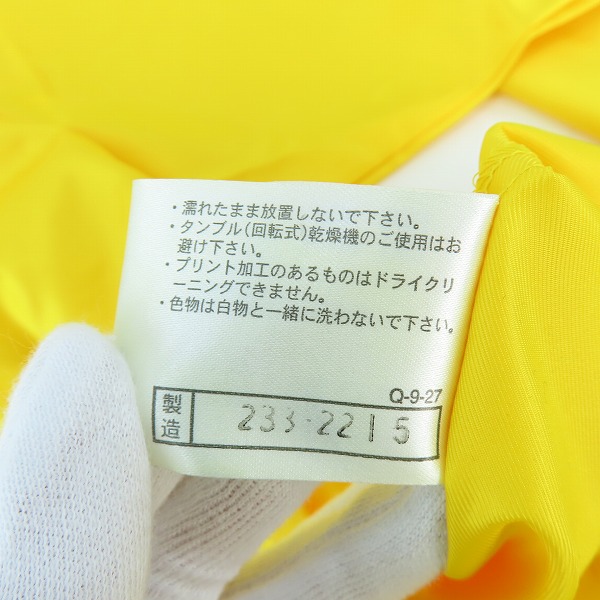 ・濡れたまま放置しないで下さい。
・タンブル(回転式)乾燥機のご使用はお
避け下さい。
・プリント加工のあるものはドライクリ
ーニングできません。
・色物は白物と一緒に洗わないで下さい。
Q-9-27
製造 233-2215